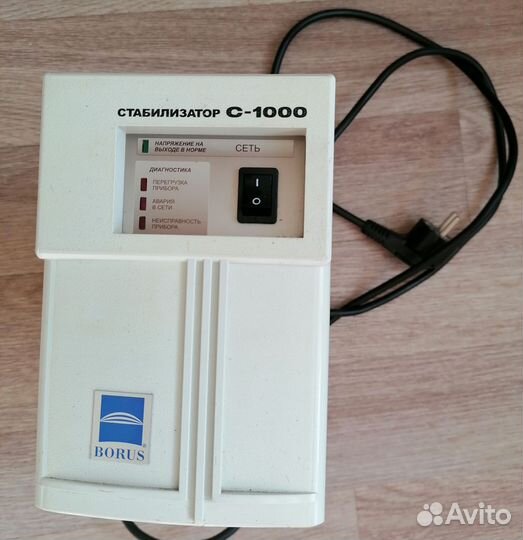 СТАБИЛИЗАТОР С-1000
НАПРЯЖЕНИЕ НА
ВЫХОДЕ В НОРМЕ
СЕТЬ
ДИАГНОСТИКА
ПЕРЕГРУЗКА
ПРИБОРА
АВАРИЯ
В СЕТИ
НЕИСПРАВНОСТЬ
ПРИБОРА
I
O
BORUS
®
Avito